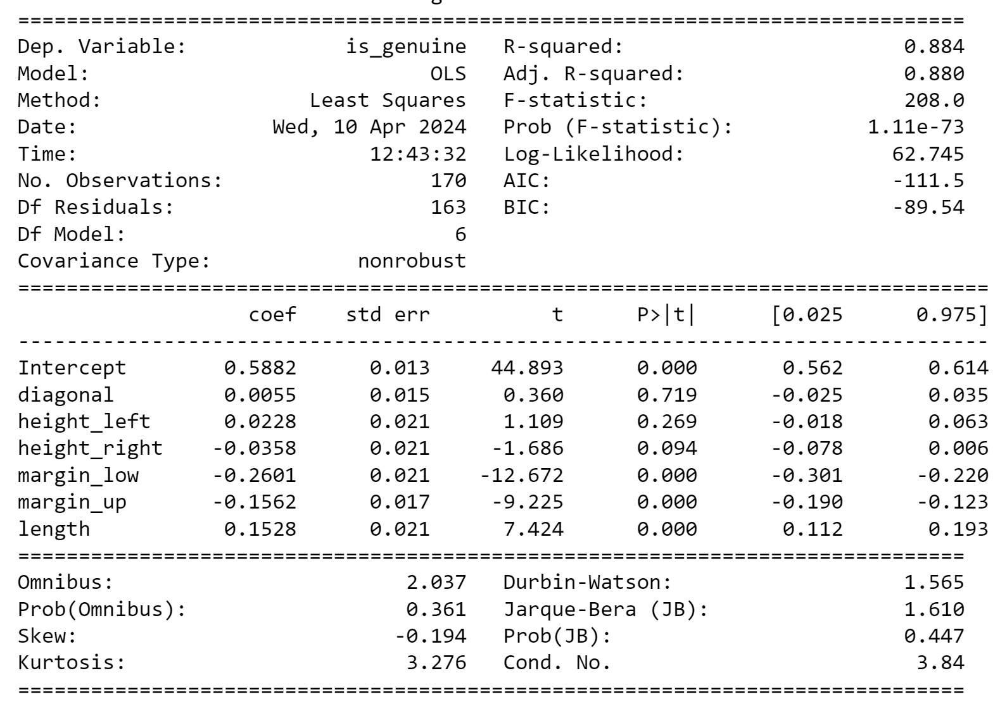 ==============================================================================
Dep. Variable:             is_genuine   R-squared:                       0.884
Model:                            OLS   Adj. R-squared:                  0.880
Method:                 Least Squares   F-statistic:                     208.0
Date:                Wed, 10 Apr 2024   Prob (F-statistic):           1.11e-73
Time:                        12:43:32   Log-Likelihood:                 62.745
No. Observations:                 170   AIC:                            -111.5
Df Residuals:                     163   BIC:                            -89.54
Df Model:                           6
Covariance Type:            nonrobust
================================================================================
                   coef    std err          t      P>|t|      [0.025      0.975]
--------------------------------------------------------------------------------
Intercept        0.5882      0.013     44.893      0.000       0.562       0.614
diagonal         0.0055      0.015      0.360      0.719      -0.025       0.035
height_left      0.0228      0.021      1.109      0.269      -0.018       0.063
height_right    -0.0358      0.021     -1.686      0.094      -0.078       0.006
margin_low      -0.2601      0.021    -12.672      0.000      -0.301      -0.220
margin_up       -0.1562      0.017     -9.225      0.000      -0.190      -0.123
length           0.1528      0.021      7.424      0.000       0.112       0.193
==============================================================================
Omnibus:                        2.037   Durbin-Watson:                   1.565
Prob(Omnibus):                  0.361   Jarque-Bera (JB):                1.610
Skew:                          -0.194   Prob(JB):                        0.447
Kurtosis:                       3.276   Cond. No.                         3.84
==============================================================================